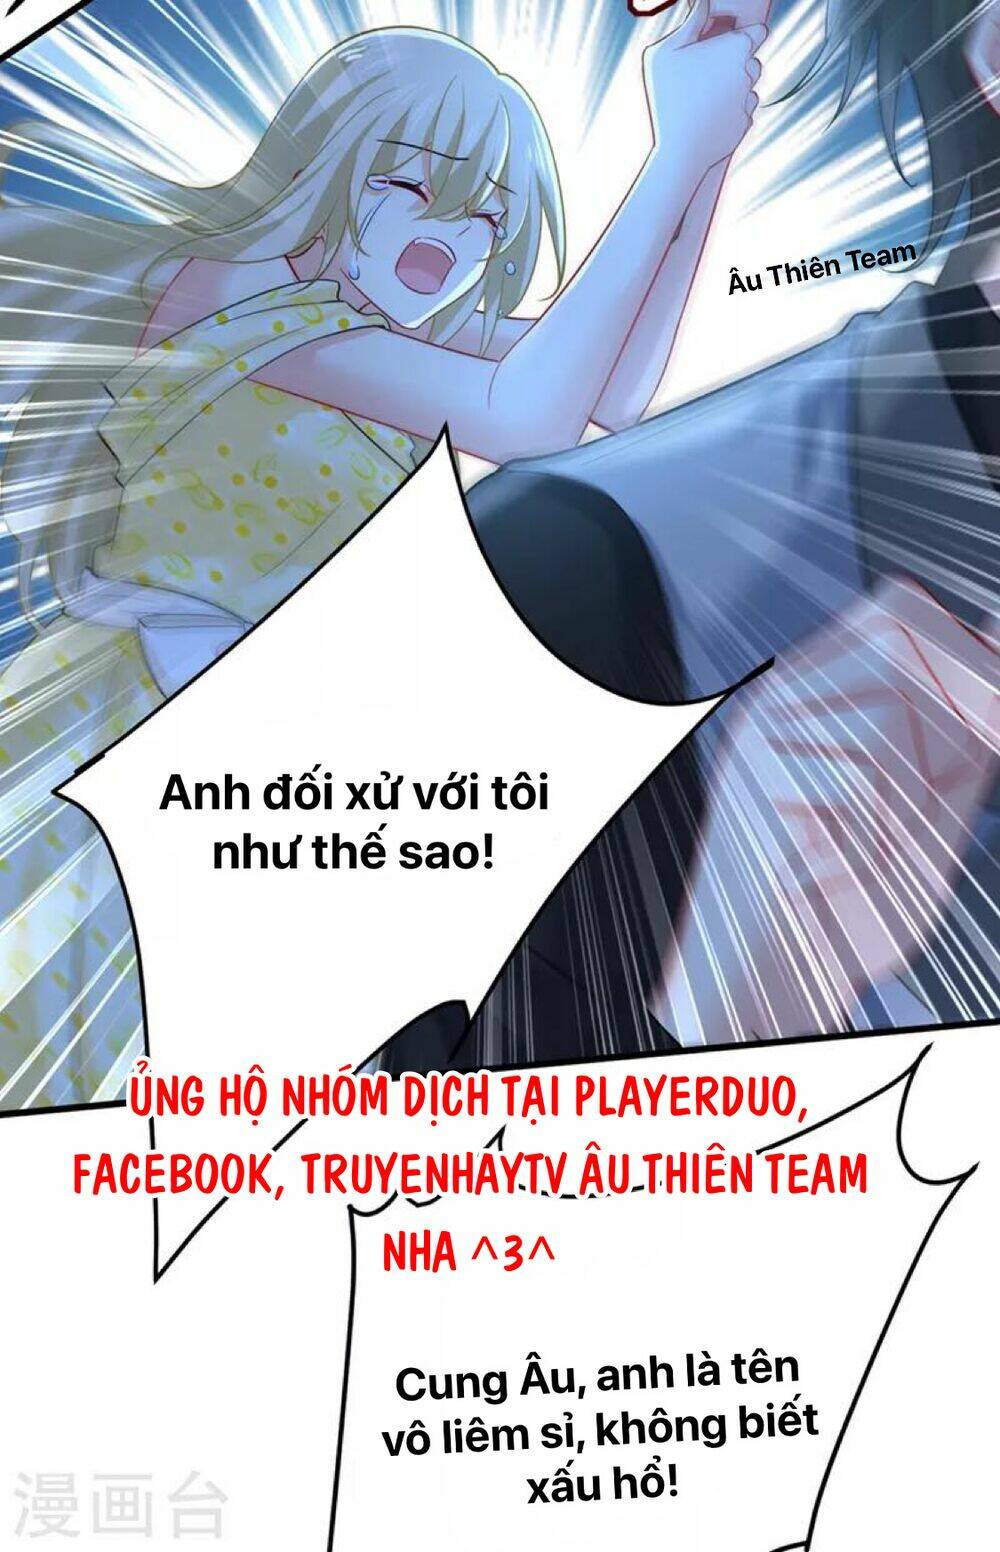 Âu Thiên Team
Anh đối xử với tôi
như thế sao!
ỦNG HỘ NHÓM DỊCH TẠI PLAYERDUO,
FACEBOOK, TRUYENHAYTV ÂU THIÊN TEAM
NHA ^3^
Cung Âu, anh là tên
vô liêm sỉ, không biết
xấu hổ!
漫画台